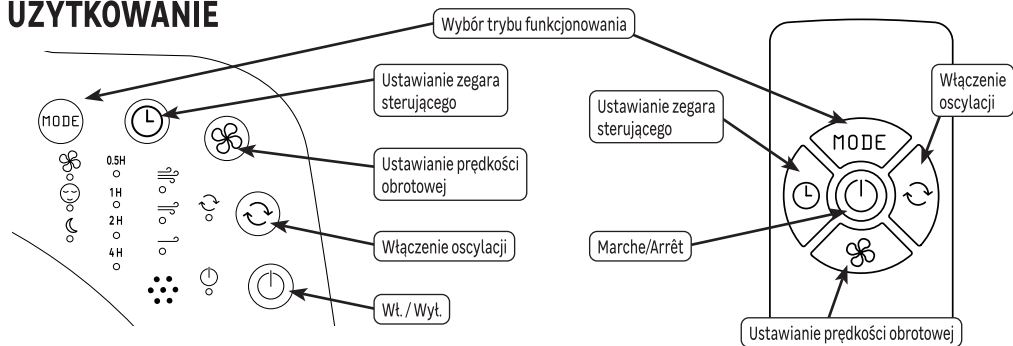 UŻYTKOWANIE
Wybór trybu funkcjonowania
Ustawianie zegara
sterującego
Ustawianie prędkości
obrotowej
Włączenie oscylacji
Wł. / Wył.
MODE
0.5H
1H
2H
4H
Ustawianie zegara
sterującego
Włączenie
oscylacji
MODE
Marche/Arrêt
Ustawianie prędkości obrotowej